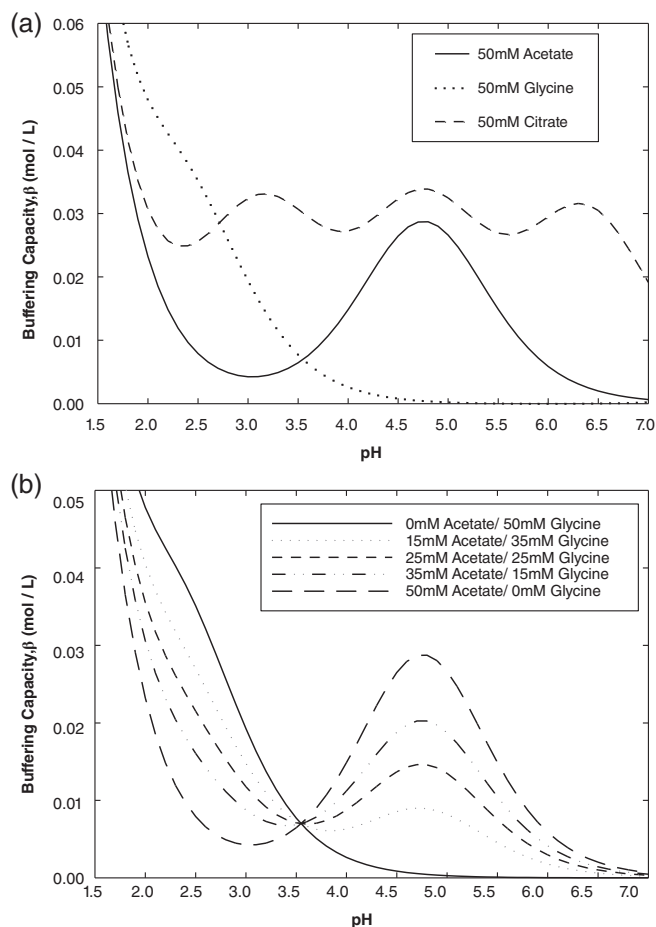 (a)
0.06
0.05
0.04
0.03
0.02
0.01
0.00
Buffering Capacity,β (mol / L)
50mM Acetate
50mM Glycine
50mM Citrate
1.5 2.0 2.5 3.0 3.5 4.0 4.5 5.0 5.5 6.0 6.5 7.0
pH
(b)
0.05
0.04
0.03
0.02
0.01
0.00
Buffering Capacity,β (mol / L)
0mM Acetate/ 50mM Glycine
15mM Acetate/ 35mM Glycine
25mM Acetate/ 25mM Glycine
35mM Acetate/ 15mM Glycine
50mM Acetate/ 0mM Glycine
1.5 2.0 2.5 3.0 3.5 4.0 4.5 5.0 5.5 6.0 6.5 7.0
pH